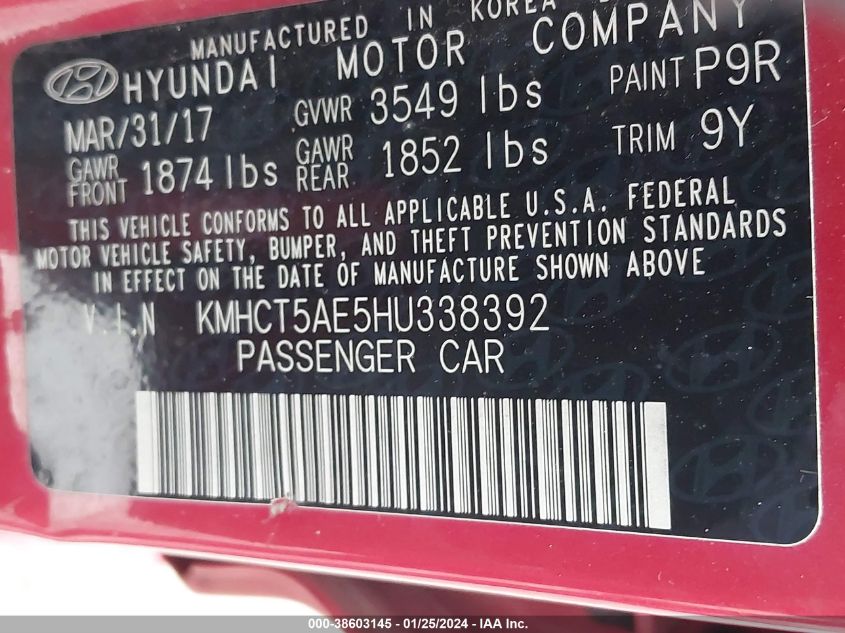 MANUFACTURED IN KOREA
HYUNDAI MOTOR COMPANY
MAR/31/17 GVWR 3549 lbs PAINT P9R
GAWR FRONT 1874 lbs GAWR REAR 1852 lbs TRIM 9Y
THIS VEHICLE CONFORMS TO ALL APPLICABLE U.S.A. FEDERAL
MOTOR VEHICLE SAFETY, BUMPER, AND THEFT PREVENTION STANDARDS
IN EFFECT ON THE DATE OF MANUFACTURE SHOWN ABOVE
V.I.N KMHCT5AE5HU338392
PASSENGER CAR
000-38603145 - 01/25/2024 - IAA Inc.